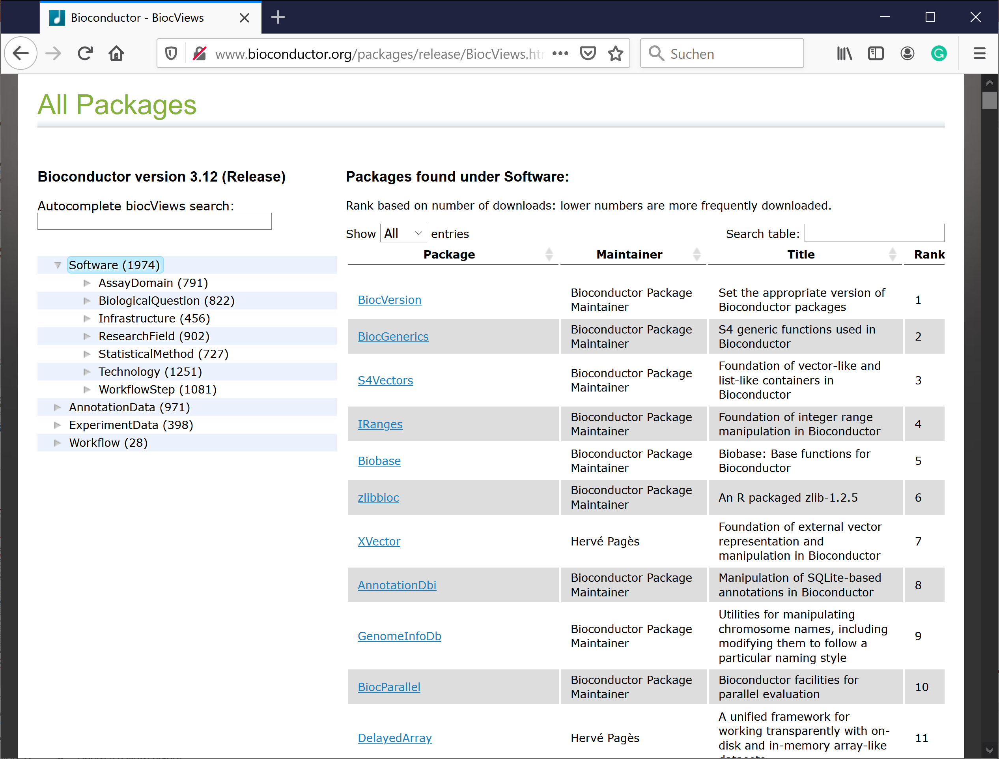 Bioconductor - BiocViews
www.bioconductor.org/packages/release/BiocViews.htm
Suchen
All Packages
Bioconductor version 3.12 (Release)
Autocomplete biocViews search:
Software (1974)
AssayDomain (791)
BiologicalQuestion (822)
Infrastructure (456)
ResearchField (902)
StatisticalMethod (727)
Technology (1251)
WorkflowStep (1081)
AnnotationData (971)
ExperimentData (398)
Workflow (28)
Packages found under Software:
Rank based on number of downloads: lower numbers are more frequently downloaded.
Show All entries
Search table:
Package Maintainer Title Rank
BiocVersion
Bioconductor Package
Maintainer
Set the appropriate version of
Bioconductor packages
1
BiocGenerics
Bioconductor Package
Maintainer
S4 generic functions used in
Bioconductor
2
S4Vectors
Bioconductor Package
Maintainer
Foundation of vector-like and
list-like containers in
Bioconductor
3
IRanges
Bioconductor Package
Maintainer
Foundation of integer range
manipulation in Bioconductor
4
Biobase
Bioconductor Package
Maintainer
Biobase: Base functions for
Bioconductor
5
zlibbioc
Bioconductor Package
Maintainer
An R packaged zlib-1.2.5
6
XVector
Hervé Pagès
Foundation of external vector
representation and
manipulation in Bioconductor
7
AnnotationDbi
Bioconductor Package
Maintainer
Manipulation of SQLite-based
annotations in Bioconductor
8
GenomeInfoDb
Bioconductor Package
Maintainer
Utilities for manipulating
chromosome names, including
modifying them to follow a
particular naming style
9
BiocParallel
Bioconductor Package
Maintainer
Bioconductor facilities for
parallel evaluation
10
DelayedArray
Hervé Pagès
A unified framework for
working transparently with on-
disk and in-memory array-like
11